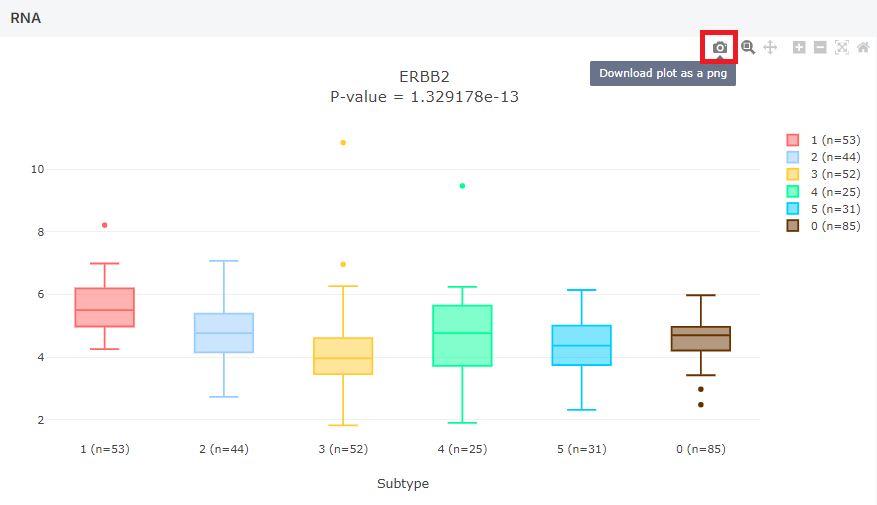 RNA
Download plot as a png
ERBB2
P-value = 1.329178e-13
10
8
6
4
2
1 (n=53)
2 (n=44)
3 (n=52)
4 (n=25)
5 (n=31)
0 (n=85)
1 (n=53)
2 (n=44)
3 (n=52)
4 (n=25)
5 (n=31)
0 (n=85)
Subtype